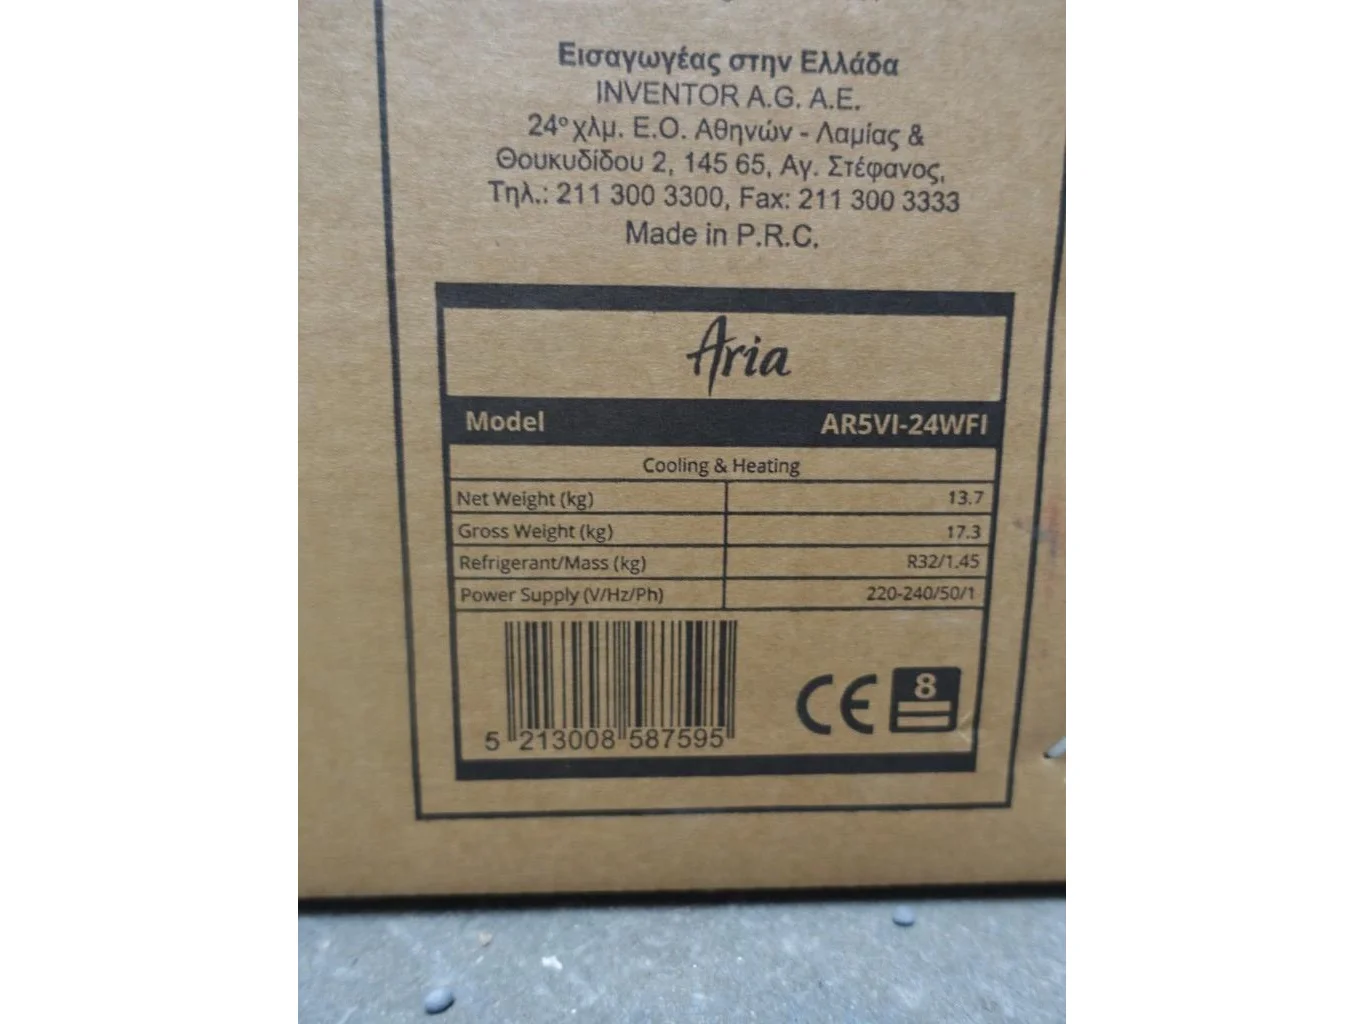 Εισαγωγέας στην Ελλάδα
INVENTOR A.G. A.E.
24° χλμ. Ε.Ο. Αθηνών - Λαμίας &
Θουκυδίδου 2, 145 65, Αγ. Στέφανος,
Τηλ.: 211 300 3300, Fax: 211 300 3333
Made in P.R.C.
Aria
Model AR5VI-24WFI
Cooling & Heating
Net Weight (kg) 13.7
Gross Weight (kg) 17.3
Refrigerant/Mass (kg) R32/1.45
Power Supply (V/Hz/Ph) 220-240/50/1
CE 8
5 213008 587595